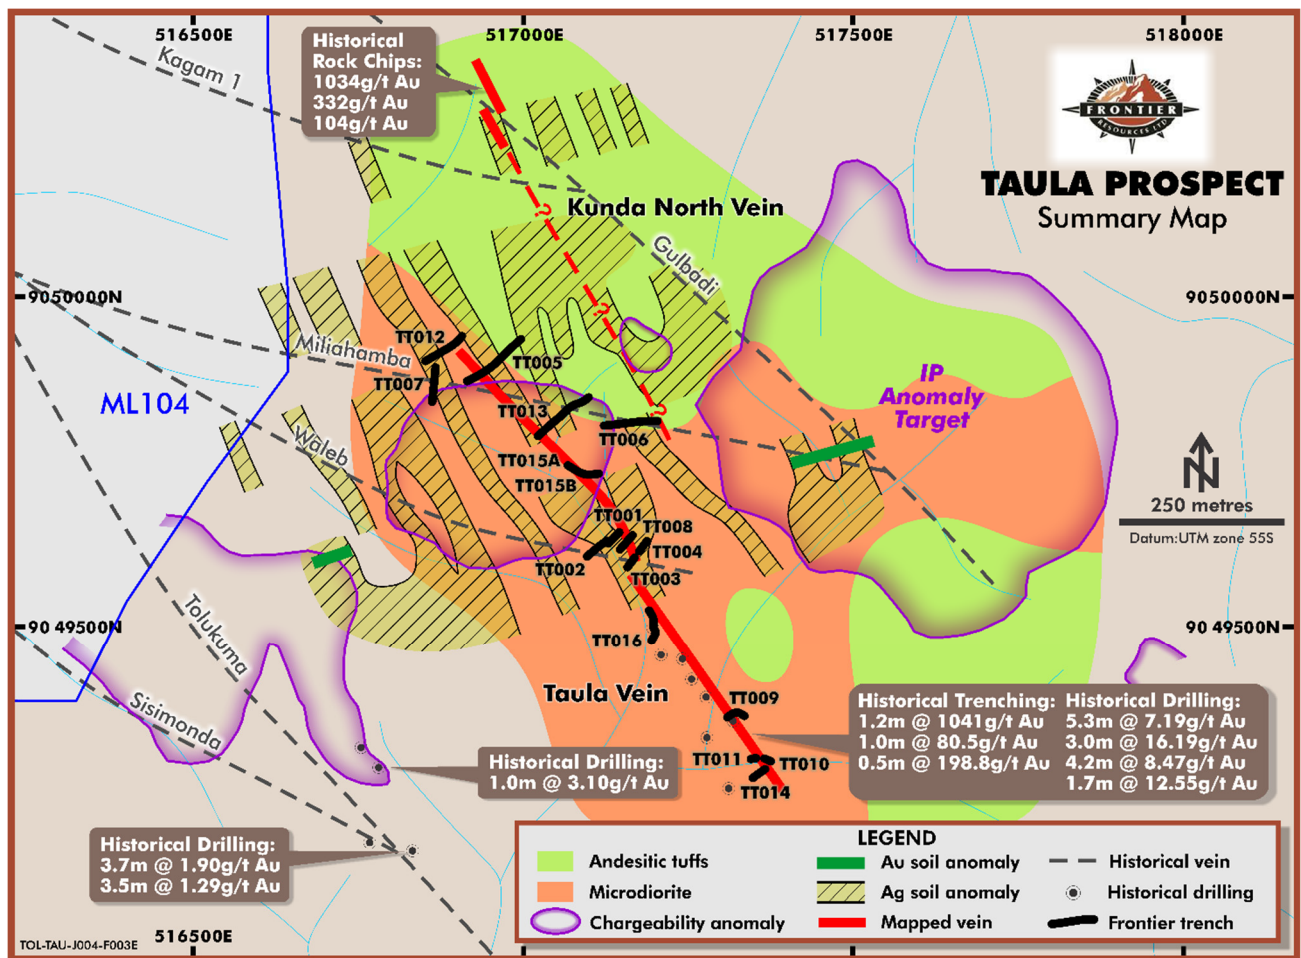 516500E
517000E
517500E
518000E
Historical
Rock Chips:
1034g/t Au
332g/t Au
104g/t Au
Kagam 1
FRONTIER
RESOURCES LTD
TAULA PROSPECT
Summary Map
Kunda North Vein
?
Gulbadi
9050000N
9050000N
?
TT012
Miliahamba
TT005
TT007
IP
Anomaly
Target
ML104
TT013
?
TT006
Waleb
TT015A
TT015B
N
250 metres
Datum:UTM zone 55S
TT001
TT008
TT004
TT002
TT003
90 49500N
90 49500N
Tolukuma
TT016
Taula Vein
TT009
Sisimonda
Historical Trenching:
1.2m @ 1041g/t Au
1.0m @ 80.5g/t Au
0.5m @ 198.8g/t Au
Historical Drilling:
5.3m @ 7.19g/t Au
3.0m @ 16.19g/t Au
4.2m @ 8.47g/t Au
1.7m @ 12.55g/t Au
TT011
TT010
TT014
Historical Drilling:
1.0m @ 3.10g/t Au
Historical Drilling:
3.7m @ 1.90g/t Au
3.5m @ 1.29g/t Au
LEGEND
Andesitic tuffs
Au soil anomaly
Historical vein
Microdiorite
Ag soil anomaly
Historical drilling
Chargeability anomaly
Mapped vein
Frontier trench
TOL-TAU-J004-F003E
516500E